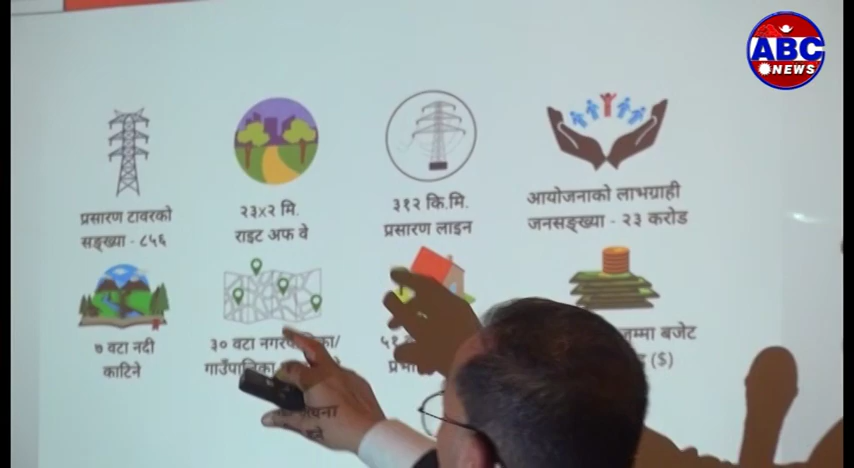 ABC
NEWS
प्रसारण टावरको
सङ्ख्या - ८५६
२३x२ मि.
राइट अफ वे
३१२ कि.मि.
प्रसारण लाइन
आयोजनाको लाभग्राही
जनसङ्ख्या - २३ करोड
७ वटा नदी
काटिने
३० वटा
गाउँपालिका
बजेट
($)